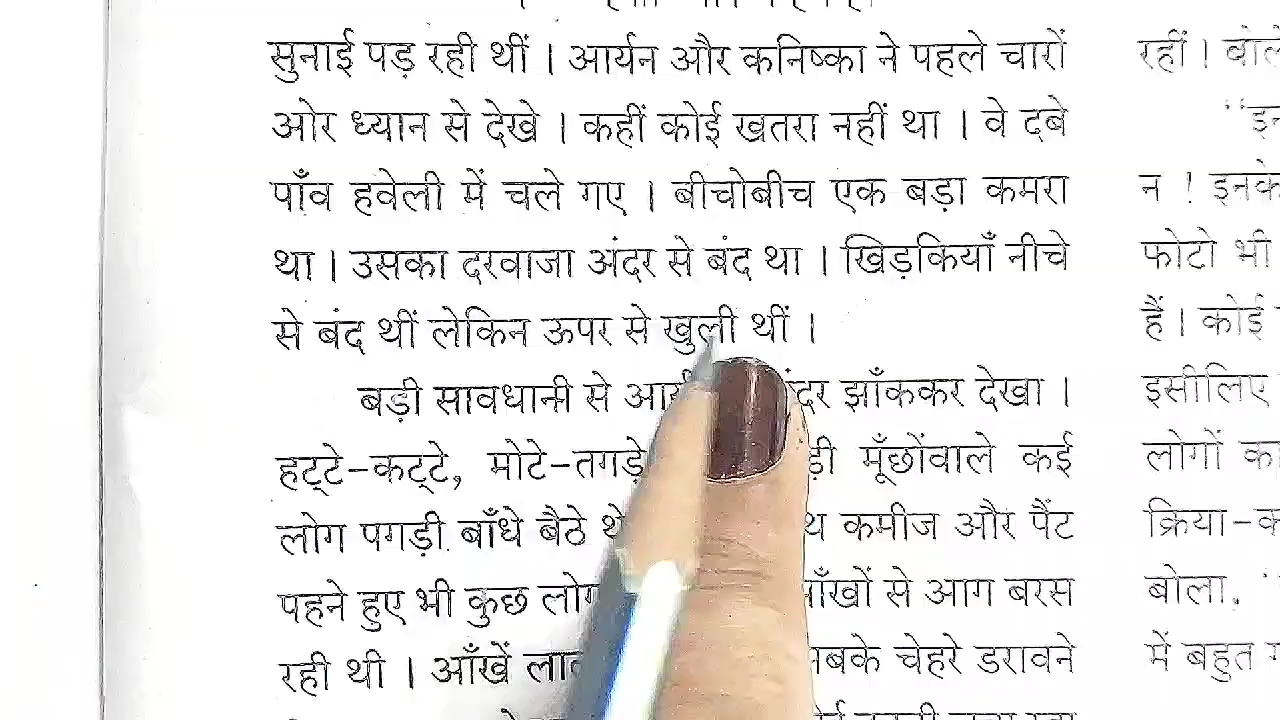 सुनाई पड़ रही थीं । आर्यन और कनिष्का ने पहले चारों
ओर ध्यान से देखे । कहीं कोई खतरा नहीं था । वे दबे
पाँव हवेली में चले गए । बीचोबीच एक बड़ा कमरा
था । उसका दरवाजा अंदर से बंद था । खिड़कियाँ नीचे
से बंद थीं लेकिन ऊपर से खुली थीं ।
बड़ी सावधानी से झाँककर देखा ।
हट्टे-कट्टे, मोटे-तगड़े मूँछोंवाले कई
लोग पगड़ी बाँधे बैठे कमीज और पैंट
पहने हुए भी कुछ से आग बरस
रही थी । आँखें चेहरे डरावने
रहीं !
न ! इनके
फोटो भी
हैं । कोई
इसीलिए
लोगों
बोला,
में बहुत